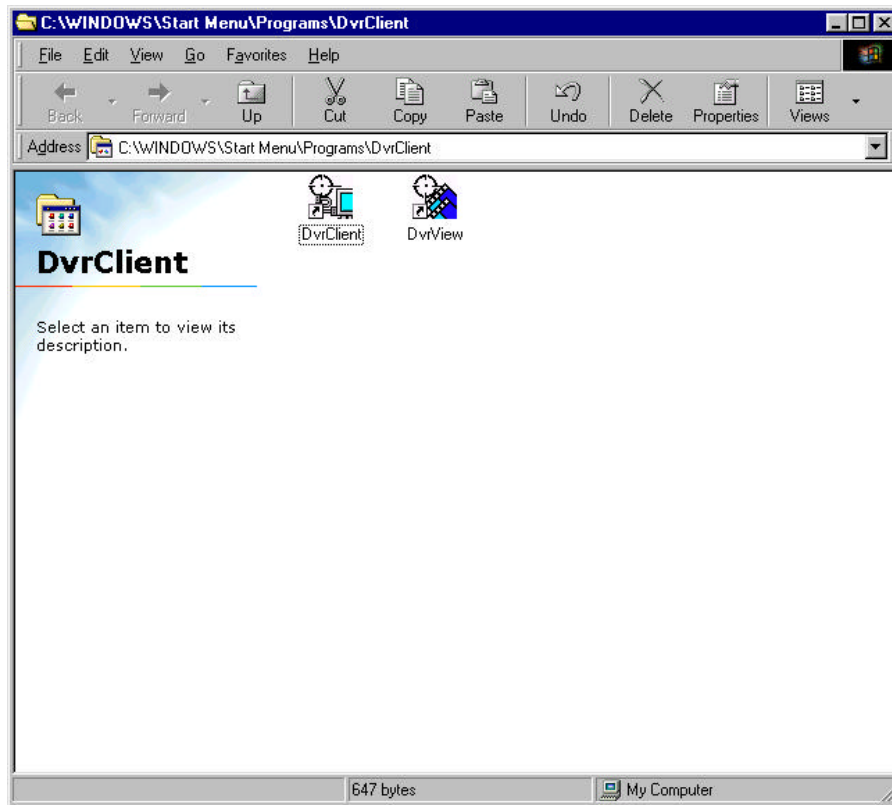 C:\WINDOWS\Start Menu\Programs\DvrClient
File Edit View Go Favorites Help
Back Forward Up Cut Copy Paste Undo Delete Properties Views
Address C:\WINDOWS\Start Menu\Programs\DvrClient
DvrClient DvrView
DvrClient
Select an item to view its
description.
647 bytes My Computer